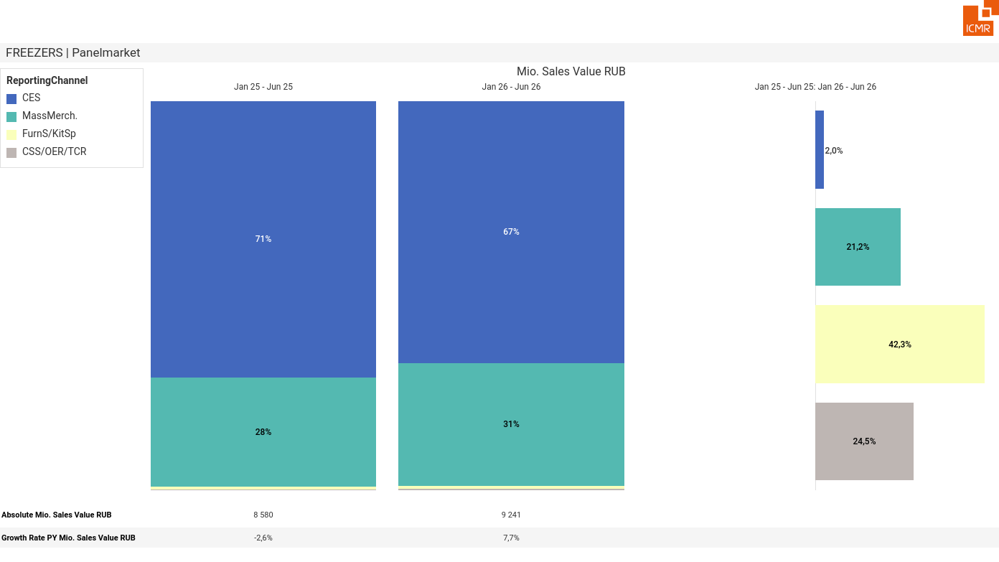 ICMR
FREEZERS | Panelmarket
ReportingChannel
CES
MassMerch.
FurnS/KitSp
CSS/OER/TCR
Mio. Sales Value RUB
Jan 25 - Jun 25
Jan 26 - Jun 26
Jan 25 - Jun 25: Jan 26 - Jun 26
71%
67%
28%
31%
2,0%
21,2%
42,3%
24,5%
Absolute Mio. Sales Value RUB 8 580 9 241
Growth Rate PY Mio. Sales Value RUB -2,6% 7,7%